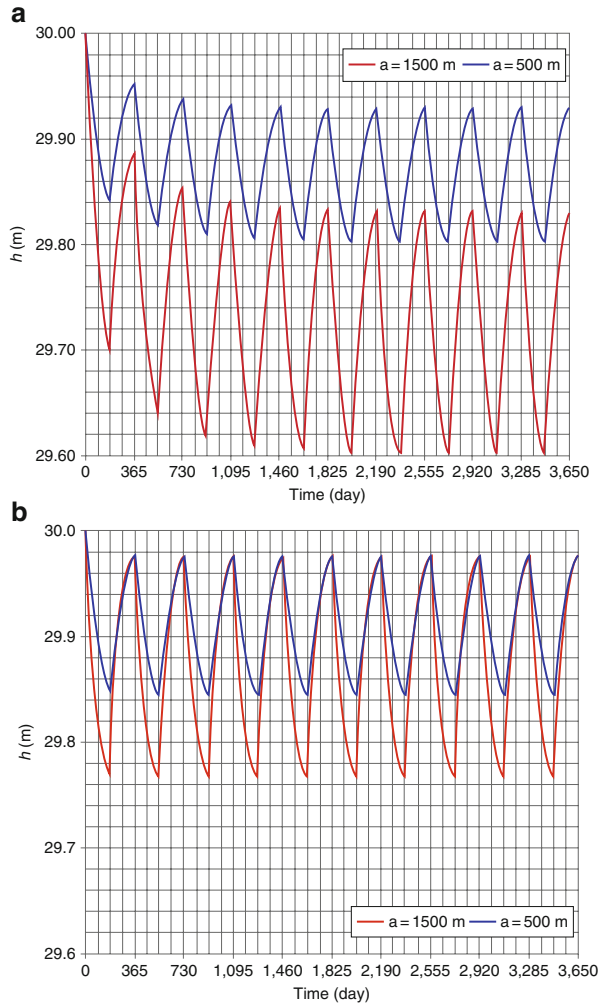 a
30.00
29.90
29.80
29.70
29.60
h (m)
a = 1500 m a = 500 m
0 365 730 1,095 1,460 1,825 2,190 2,555 2,920 3,285 3,650
Time (day)
b
30.0
29.9
29.8
29.7
29.6
h (m)
a = 1500 m a = 500 m
0 365 730 1,095 1,460 1,825 2,190 2,555 2,920 3,285 3,650
Time (day)